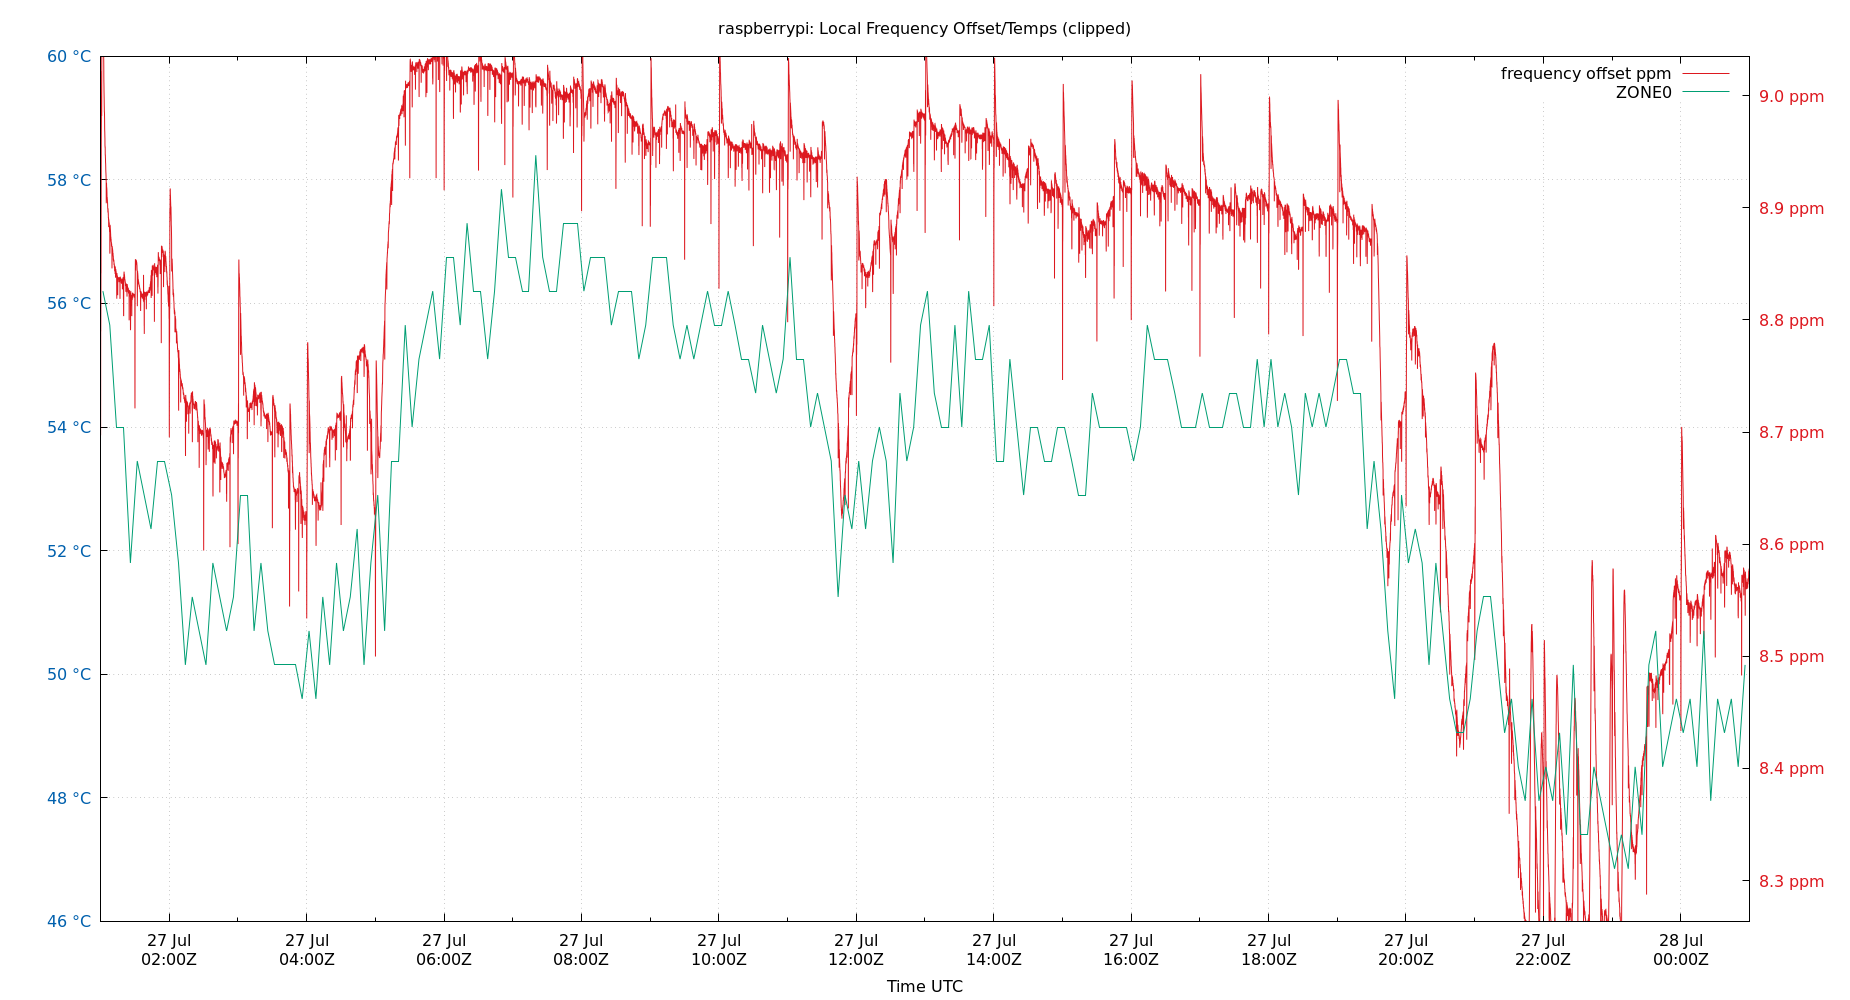 raspberrypi: Local Frequency Offset/Temps (clipped)
frequency offset ppm
ZONE0
60 °C
58 °C
56 °C
54 °C
52 °C
50 °C
48 °C
46 °C
9.0 ppm
8.9 ppm
8.8 ppm
8.7 ppm
8.6 ppm
8.5 ppm
8.4 ppm
8.3 ppm
27 Jul
02:00Z
27 Jul
04:00Z
27 Jul
06:00Z
27 Jul
08:00Z
27 Jul
10:00Z
27 Jul
12:00Z
27 Jul
14:00Z
27 Jul
16:00Z
27 Jul
18:00Z
27 Jul
20:00Z
27 Jul
22:00Z
28 Jul
00:00Z
Time UTC